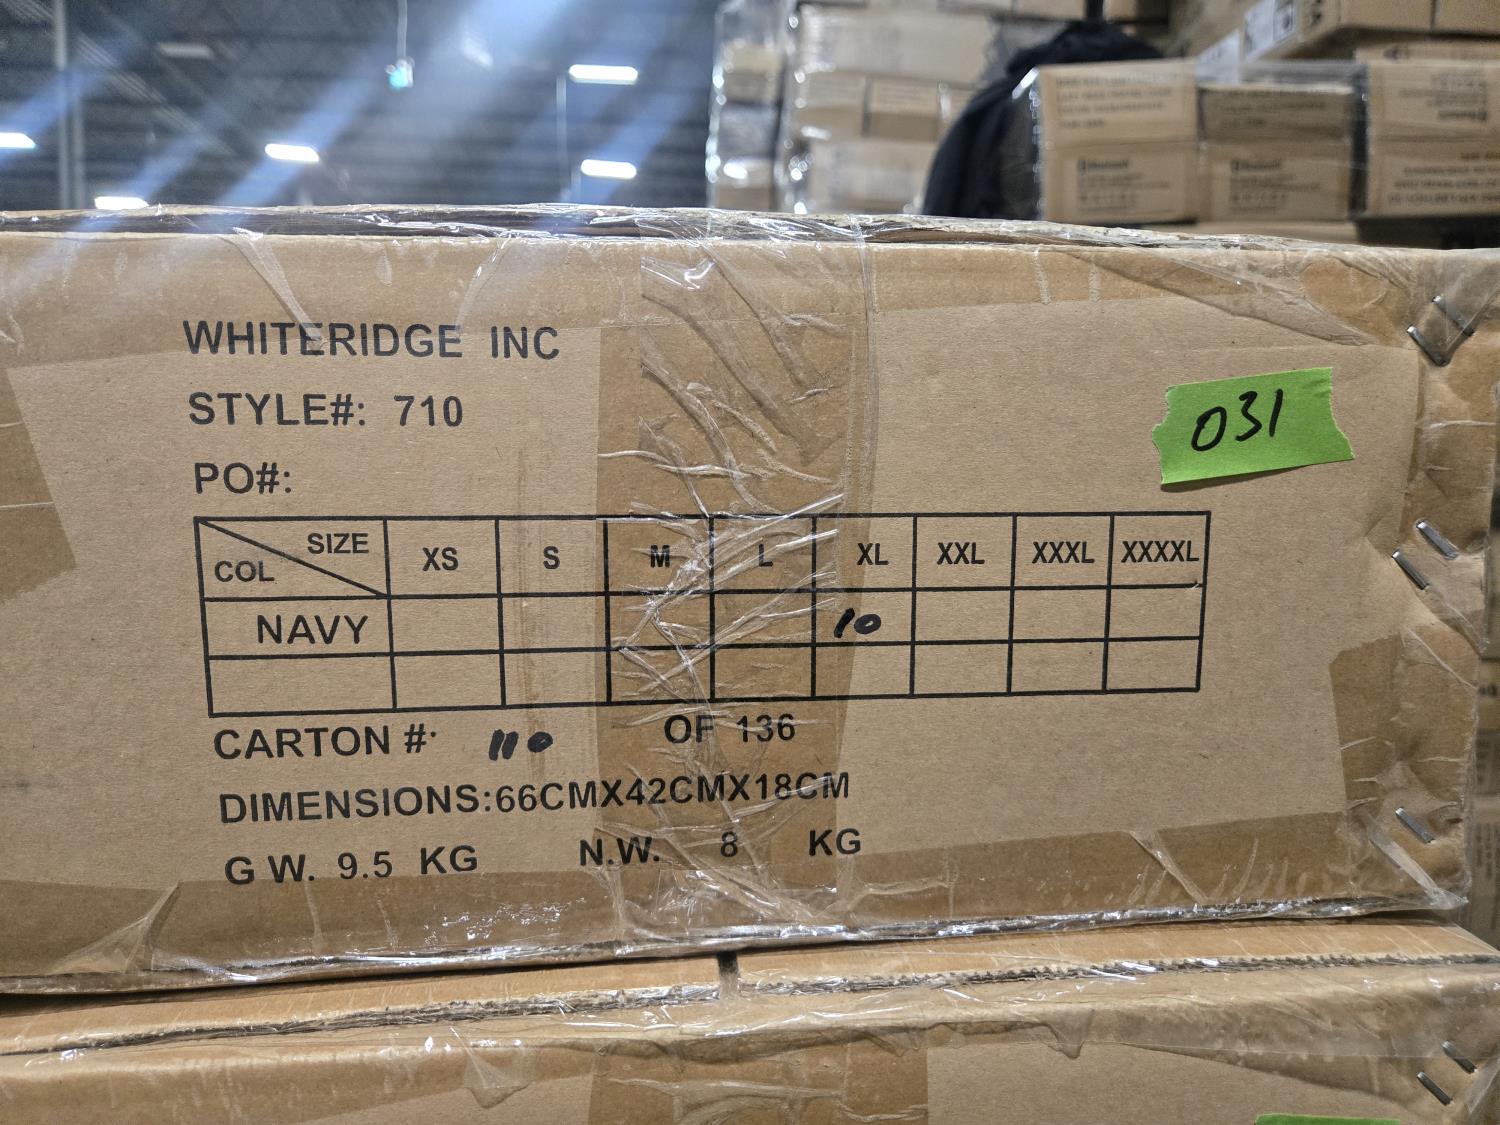 WHITERIDGE INC
STYLE#: 710
031
PO#:
SIZE XS S M L XL XXL XXXL XXXXL
COL
NAVY 10
CARTON #: 110 OF 136
DIMENSIONS:66CMX42CMX18CM
G W. 9.5 KG N.W. 8 KG